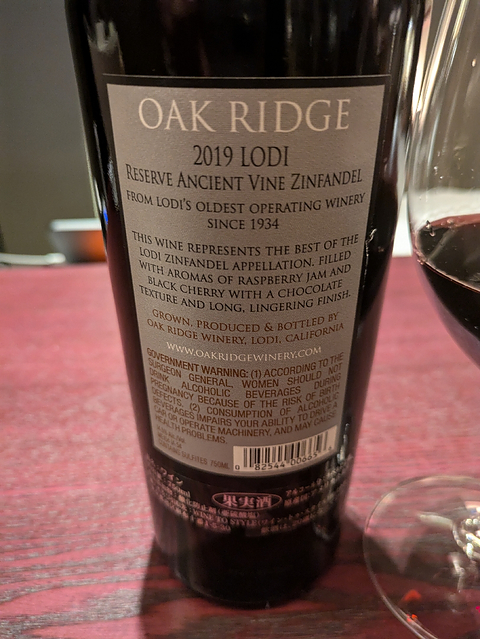 OAK RIDGE
2019 LODI
RESERVE ANCIENT VINE ZINFANDEL
FROM LODI'S OLDEST OPERATING WINERY
SINCE 1934
THIS WINE REPRESENTS THE BEST OF THE
LODI ZINFANDEL APPELLATION. FILLED
WITH AROMAS OF RASPBERRY JAM AND
BLACK CHERRY WITH A CHOCOLATE
TEXTURE AND LONG, LINGERING FINISH.
GROWN, PRODUCED & BOTTLED BY
OAK RIDGE WINERY, LODI, CALIFORNIA
WWW.OAKRIDGEWINERY.COM
GOVERNMENT WARNING: (1) ACCORDING TO THE
SURGEON GENERAL, WOMEN SHOULD NOT
DRINK ALCOHOLIC BEVERAGES DURING
PREGNANCY BECAUSE OF THE RISK OF BIRTH
DEFECTS. (2) CONSUMPTION OF ALCOHOLIC
BEVERAGES IMPAIRS YOUR ABILITY TO DRIVE A
CAR OR OPERATE MACHINERY, AND MAY CAUSE
HEALTH PROBLEMS.
SULFITES 750ML
果実酒